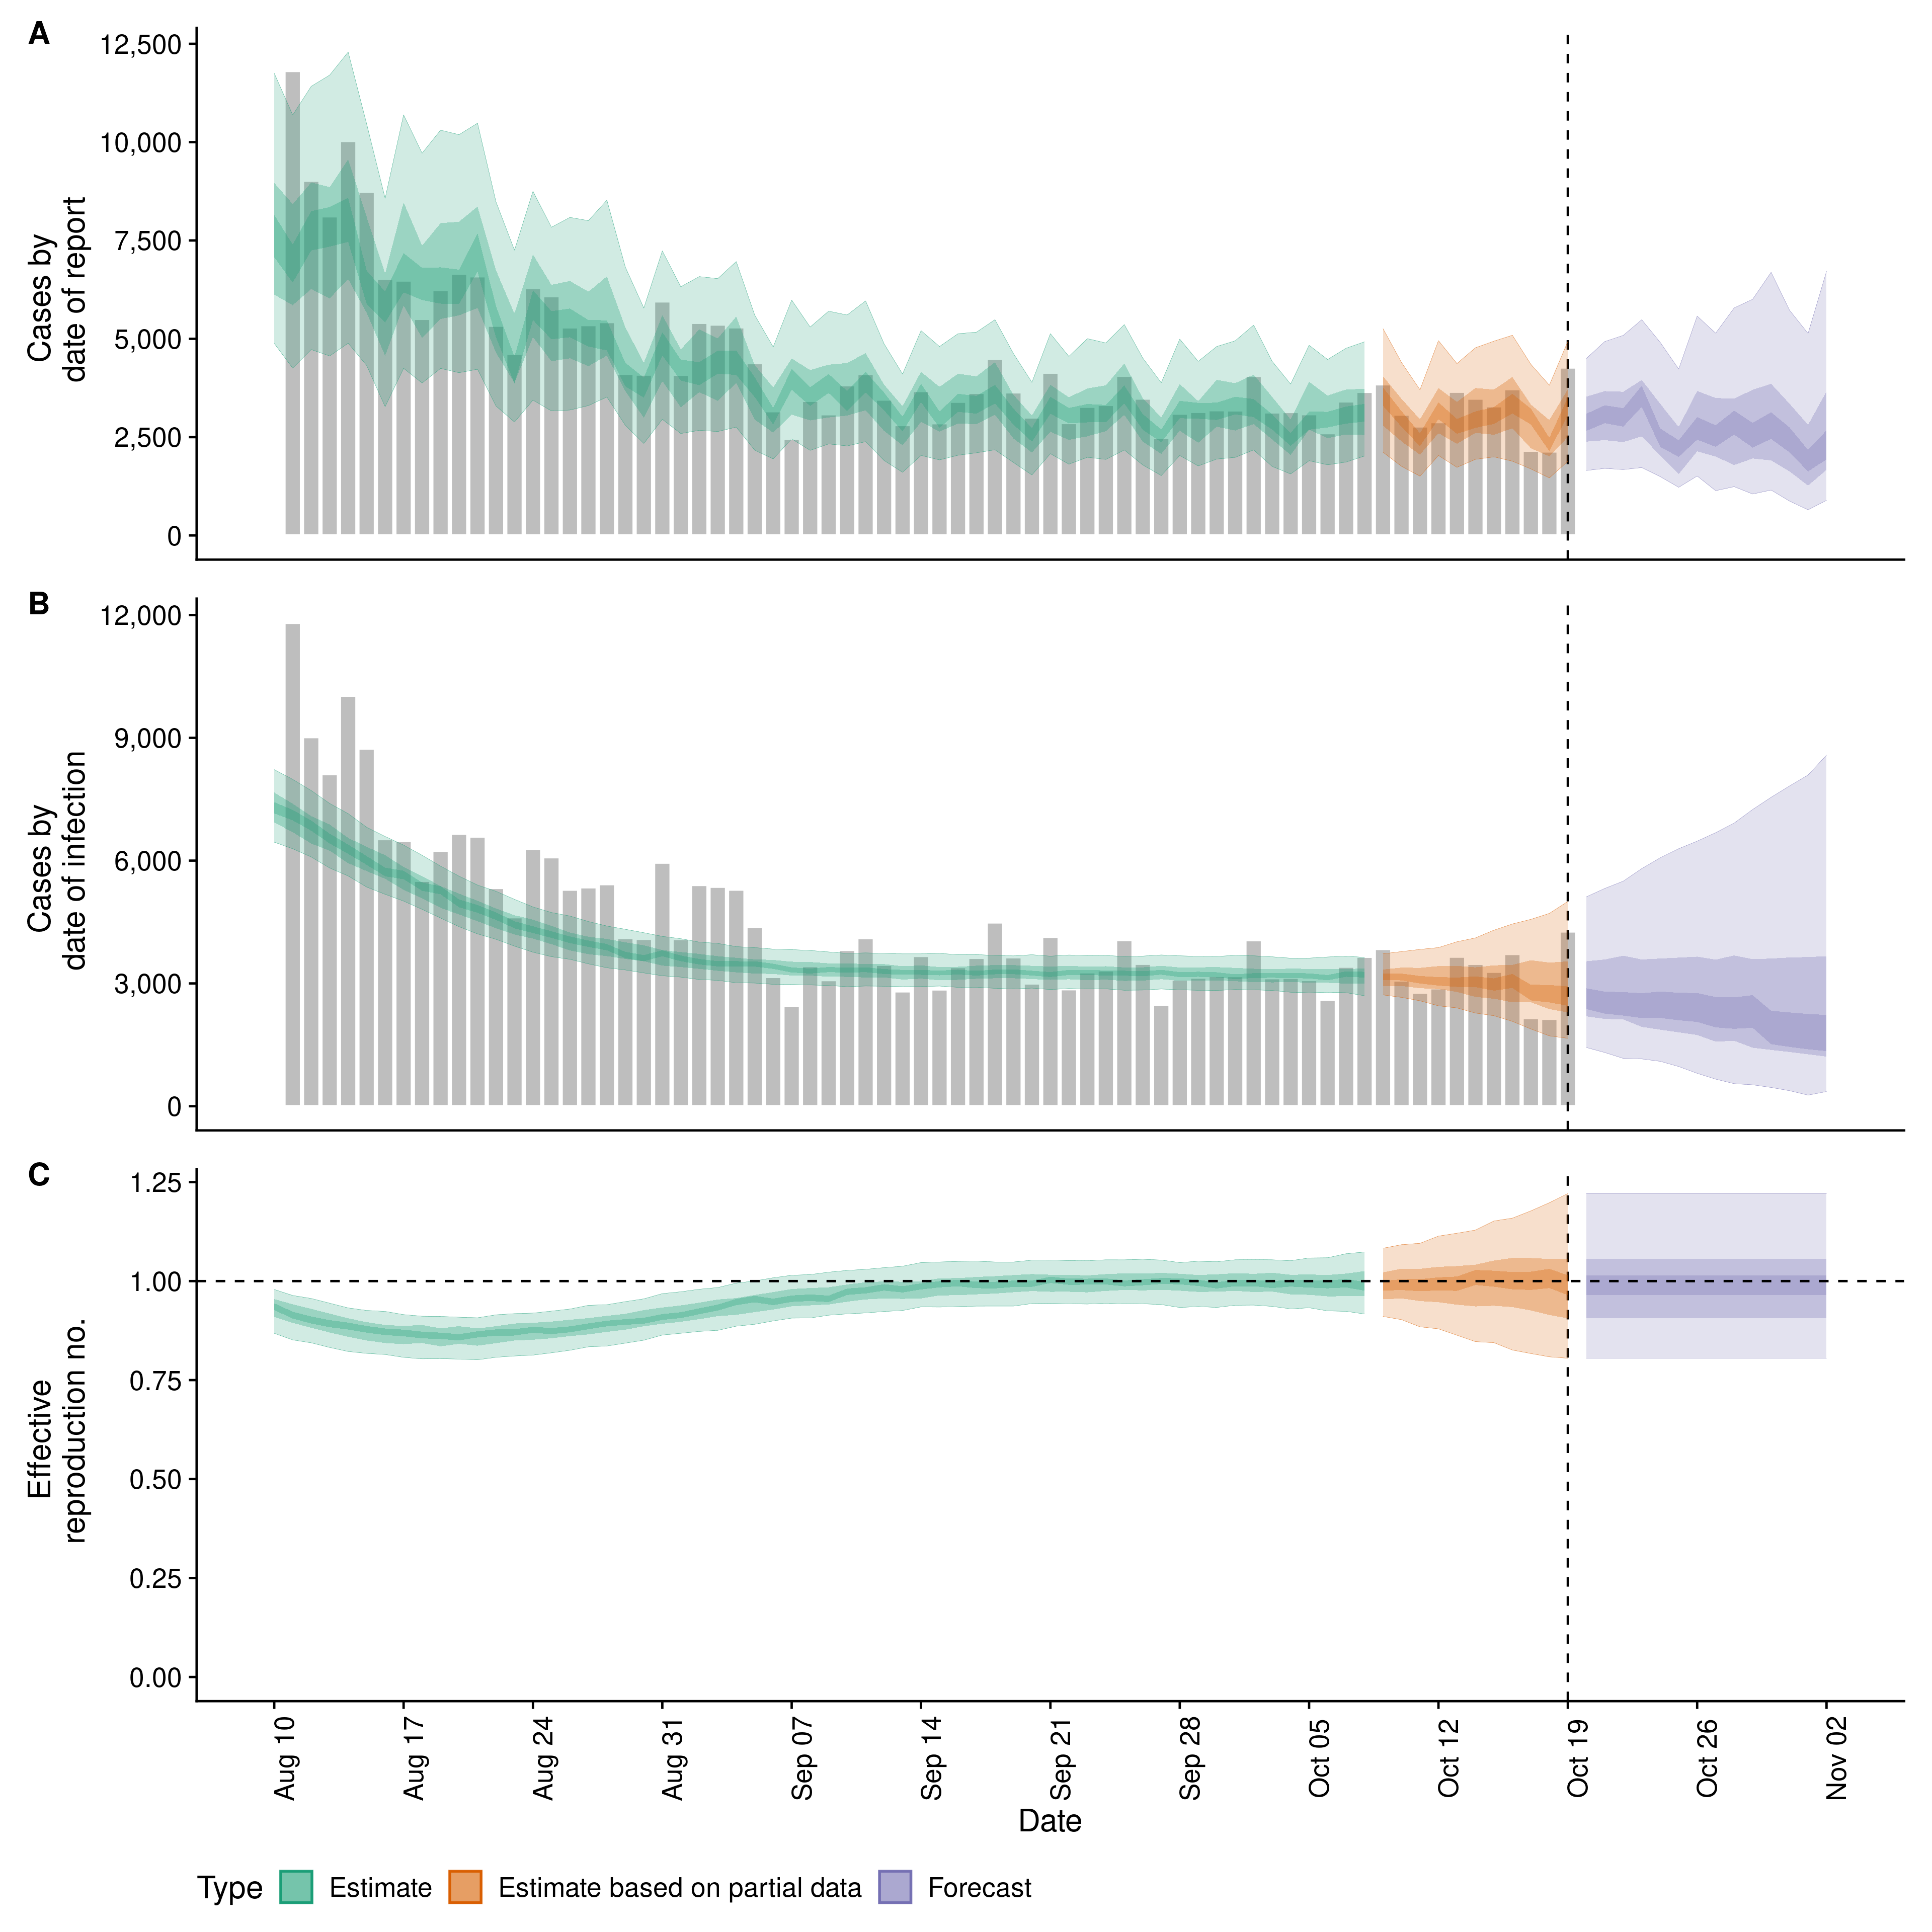 A
12,500
10,000
7,500
5,000
2,500
0
Cases by
date of report
B
12,000
9,000
6,000
3,000
0
Cases by
date of infection
C
1.25
1.00
0.75
0.50
0.25
0.00
Effective
reproduction no.
Aug 10
Aug 17
Aug 24
Aug 31
Sep 07
Sep 14
Sep 21
Sep 28
Oct 05
Oct 12
Oct 19
Oct 26
Nov 02
Date
Type Estimate Estimate based on partial data Forecast